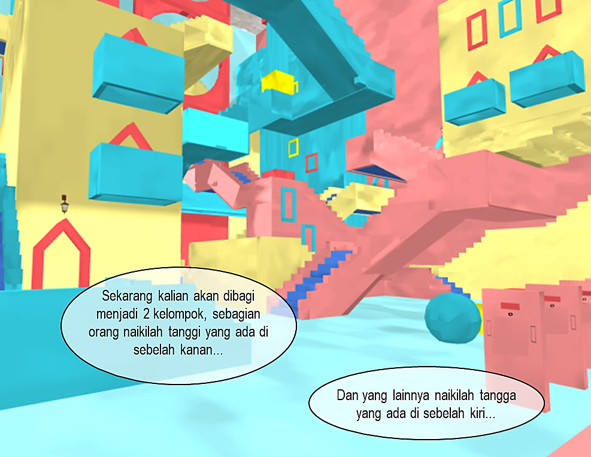 Sekarang kalian akan dibagi
menjadi 2 kelompok, sebagian
orang naikilah tanggi yang ada di
sebelah kanan...
Dan yang lainnya naikilah tangga
yang ada di sebelah kiri...